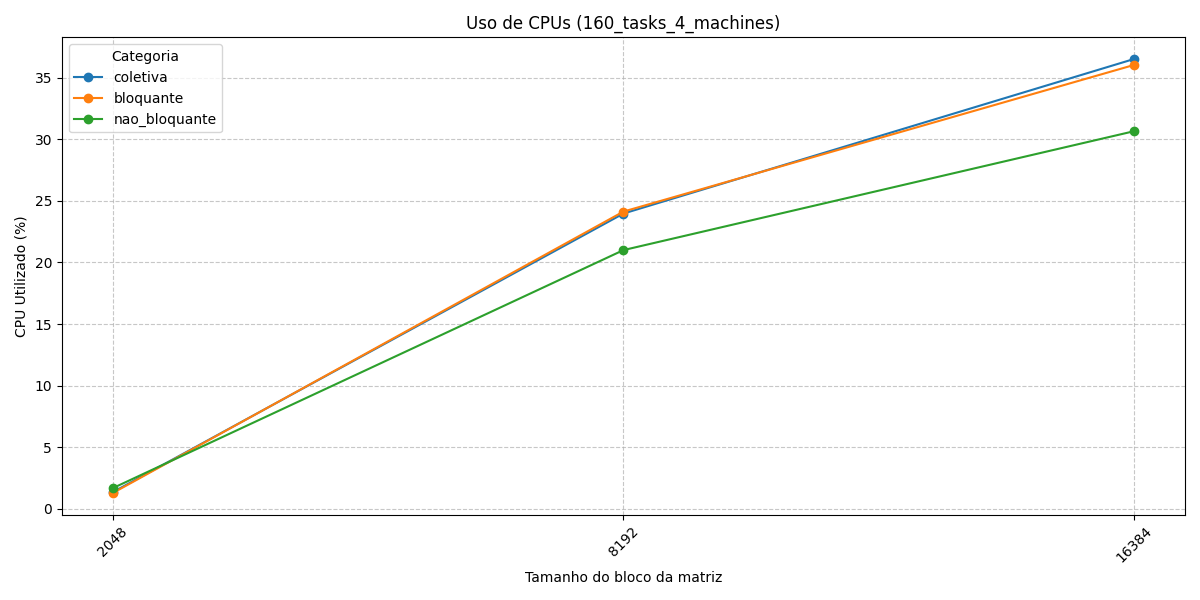 Uso de CPUs (160_tasks_4_machines)
Categoria
coletiva
bloquante
nao_bloquante
CPU Utilizado (%)
35
30
25
20
15
10
5
0
2048
8192
16384
Tamanho do bloco da matriz